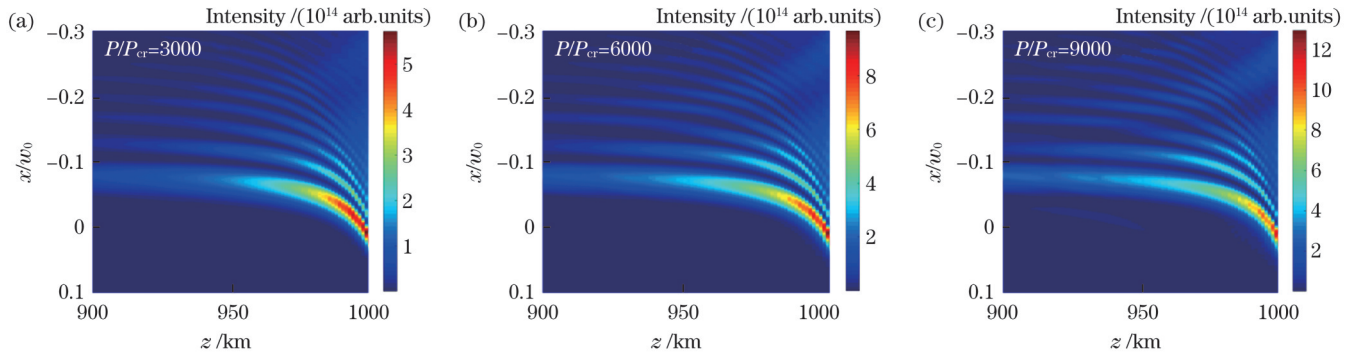 (a)
Intensity /(10¹⁴ arb.units)
P/Pcr=3000
−0.3
−0.2
−0.1
0
0.1
x/w0
900
950
1000
z /km
5
4
3
2
1
(b)
Intensity /(10¹⁴ arb.units)
P/Pcr=6000
−0.3
−0.2
−0.1
0
0.1
x/w0
900
950
1000
z /km
8
6
4
2
(c)
Intensity /(10¹⁴ arb.units)
P/Pcr=9000
−0.3
−0.2
−0.1
0
0.1
x/w0
900
950
1000
z /km
12
10
8
6
4
2